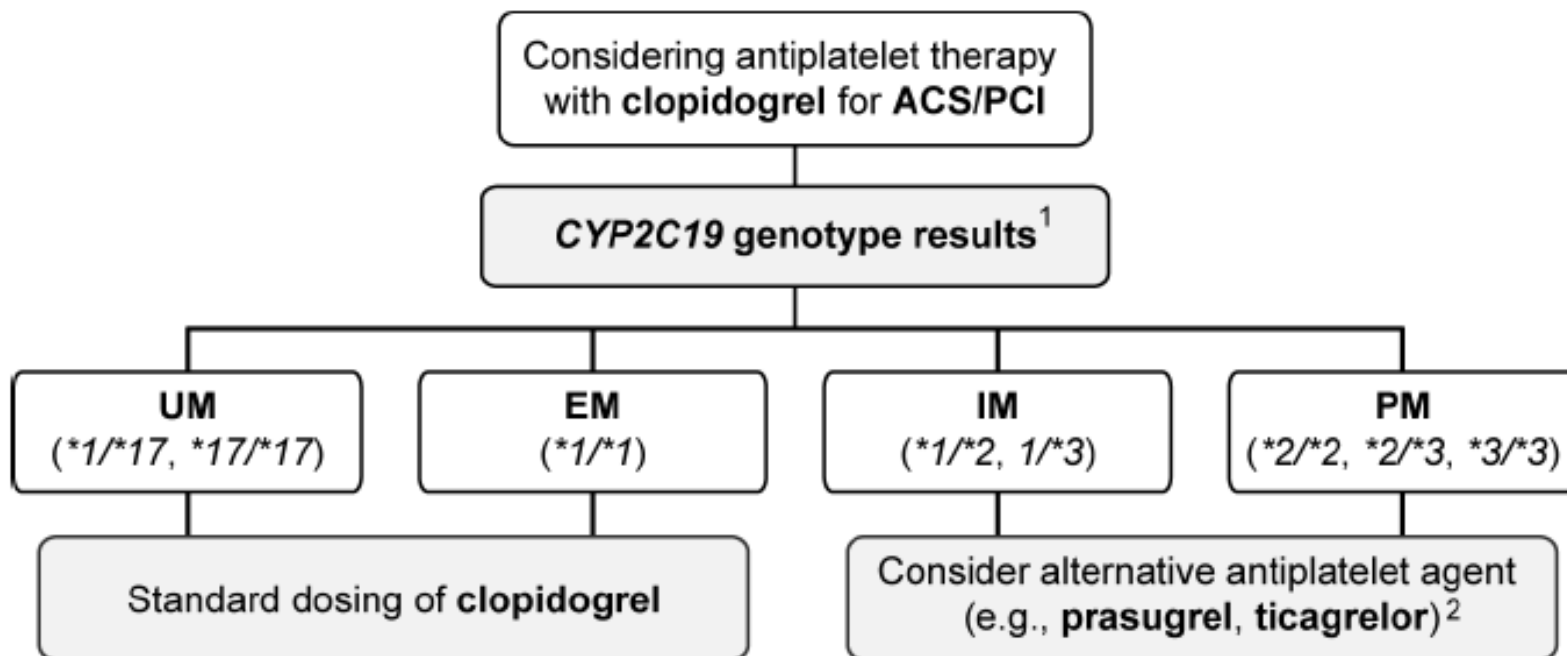 Considering antiplatelet therapy
with clopidogrel for ACS/PCI
CYP2C19 genotype results1
UM
(*1/*17, *17/*17)
EM
(*1/*1)
IM
(*1/*2, 1/*3)
PM
(*2/*2, *2/*3, *3/*3)
Standard dosing of clopidogrel
Consider alternative antiplatelet agent
(e.g., prasugrel, ticagrelor)2